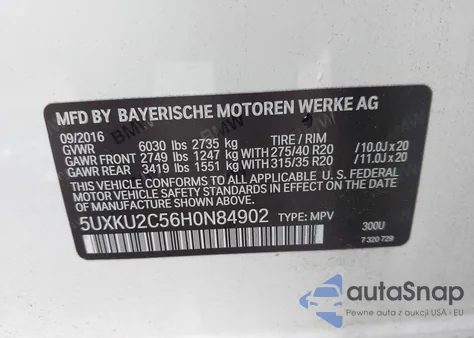 MFD BY BAYERISCHE MOTOREN WERKE AG
09/2016
GVWR 6030 lbs 2735 kg TIRE / RIM
GAWR FRONT 2749 lbs 1247 kg WITH 275/40 R20 /10.0J x 20
GAWR REAR 3419 lbs 1551 kg WITH 315/35 R20 /11.0J x 20
THIS VEHICLE CONFORMS TO ALL APPLICABLE U.S. FEDERAL
MOTOR VEHICLE SAFETY STANDARDS IN EFFECT
ON THE DATE OF MANUFACTURE SHOWN ABOVE.
5UXKU2C56H0N84902 TYPE: MPV 300U
7 320 729
autoSnap
Pewne auta z USA - EU